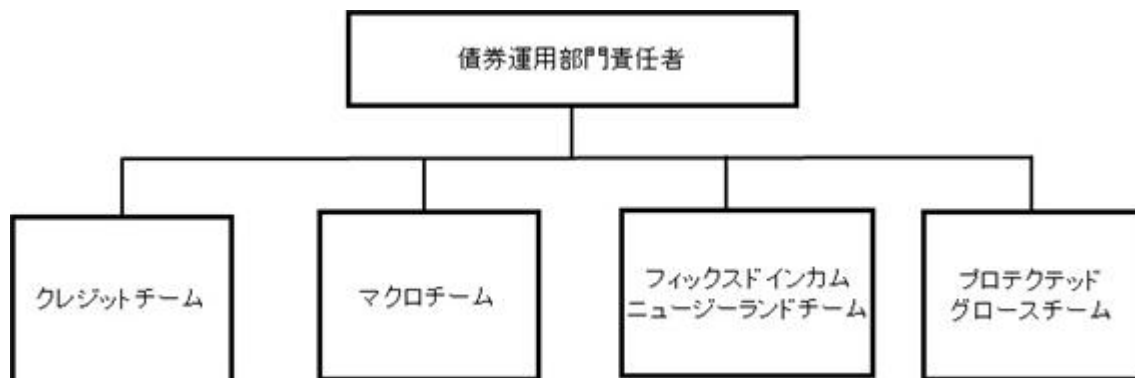 債券運用部門責任者
クレジットチーム
マクロチーム
フィックスドインカム
ニュージーランドチーム
プロテクテッド
グロースチーム